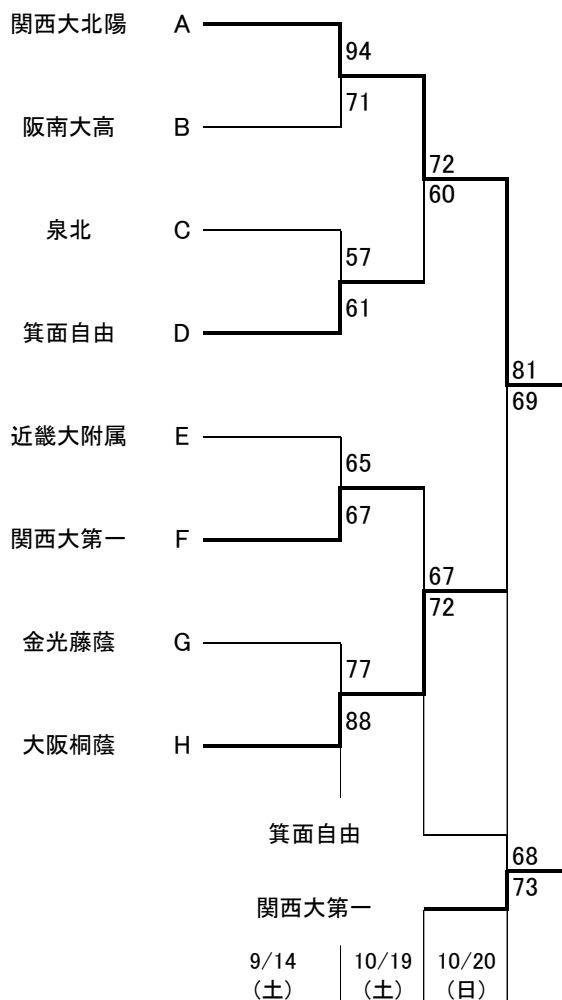 関西大北陽 A
94
71
阪南大高 B
72
60
泉北 C
57
61
箕面自由 D
81
69
近畿大附属 E
65
67
関西大第一 F
67
72
金光藤蔭 G
77
88
大阪桐蔭 H
箕面自由
68
73
関西大第一
9/14 10/19 10/20
（土） （土） （日）